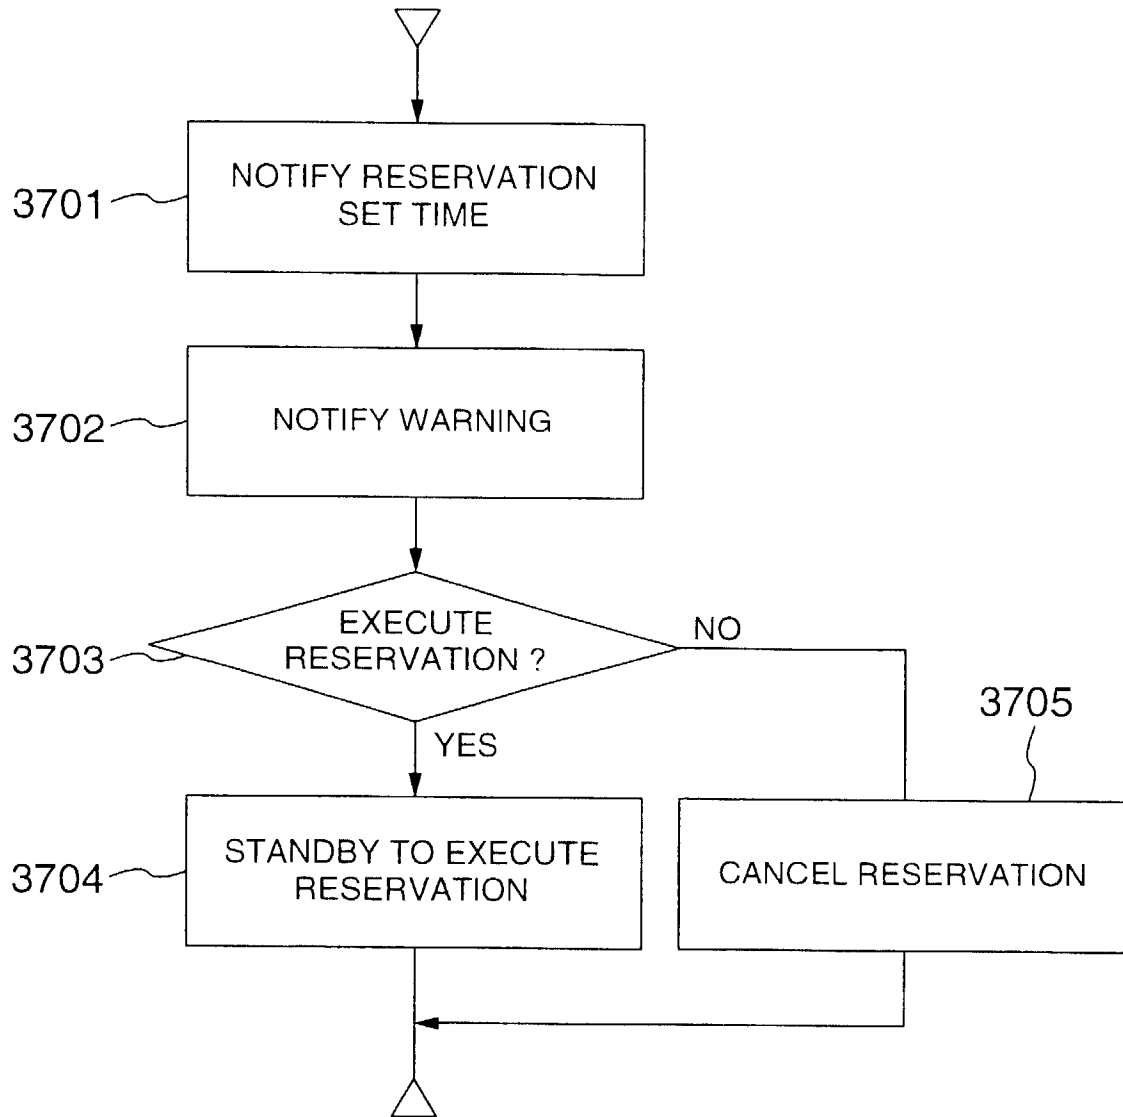 3701
NOTIFY RESERVATION
SET TIME
3702
NOTIFY WARNING
3703
EXECUTE
RESERVATION ?
NO
YES
3705
3704
STANDBY TO EXECUTE
RESERVATION
CANCEL RESERVATION